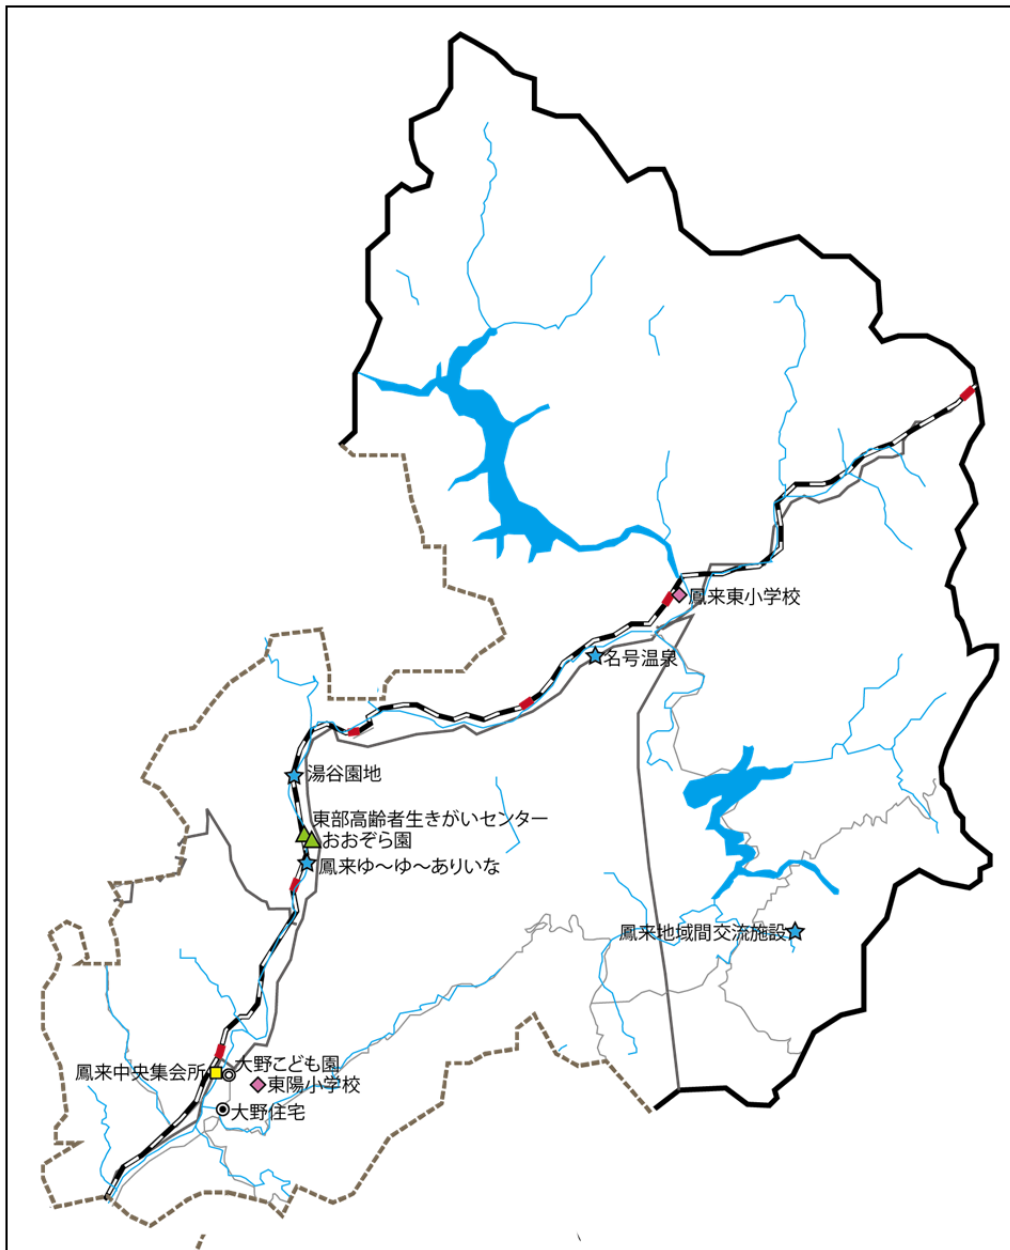 鳳来東小学校
名号温泉
湯谷園地
東部高齢者生きがいセンター
おおぞら園
鳳来ゆ～ゆ～ありいな
鳳来地域間交流施設
大野こども園
鳳来中央集会所
東陽小学校
大野住宅